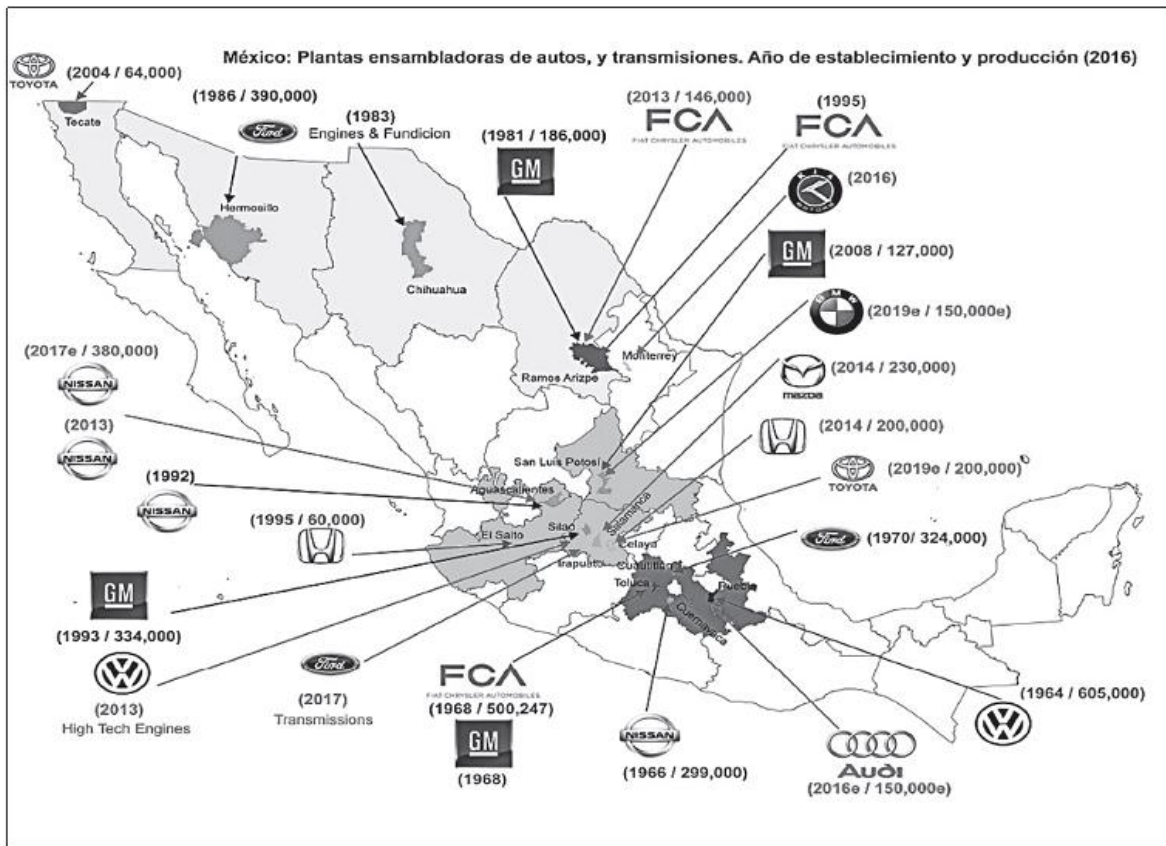 México: Plantas ensambladoras de autos, y transmisiones. Año de establecimiento y producción (2016)
TOYOTA
(2004 / 64,000)
Tecate
(1986 / 390,000)
Ford
Hermosillo
(1983)
Engines & Fundicion
Chihuahua
(1981 / 186,000)
GM
(2013 / 146,000)
FCA
FIAT CHRYSLER AUTOMOBILES
(1995)
FCA
FIAT CHRYSLER AUTOMOBILES
KIA
MOTORS
(2016)
GM
(2008 / 127,000)
BMW
(2019e / 150,000e)
mazda
(2014 / 230,000)
(2014 / 200,000)
TOYOTA
(2019e / 200,000)
Ford
(1970/ 324,000)
Monterrey
Ramos Arizpe
(2017e / 380,000)
NISSAN
(2013)
NISSAN
(1992)
NISSAN
San Luis Potosí
Aguascalientes
Salamanca
Silao
El Salto
Celaya
Irapuato
Cuautitlán
Toluca
Puebla
Cuernavaca
(1995 / 60,000)
GM
(1993 / 334,000)
(2013)
High Tech Engines
Ford
(2017)
Transmissions
FCA
FIAT CHRYSLER AUTOMOBILES
(1968 / 500,247)
GM
(1968)
NISSAN
(1966 / 299,000)
Audi
(2016e / 150,000e)
(1964 / 605,000)